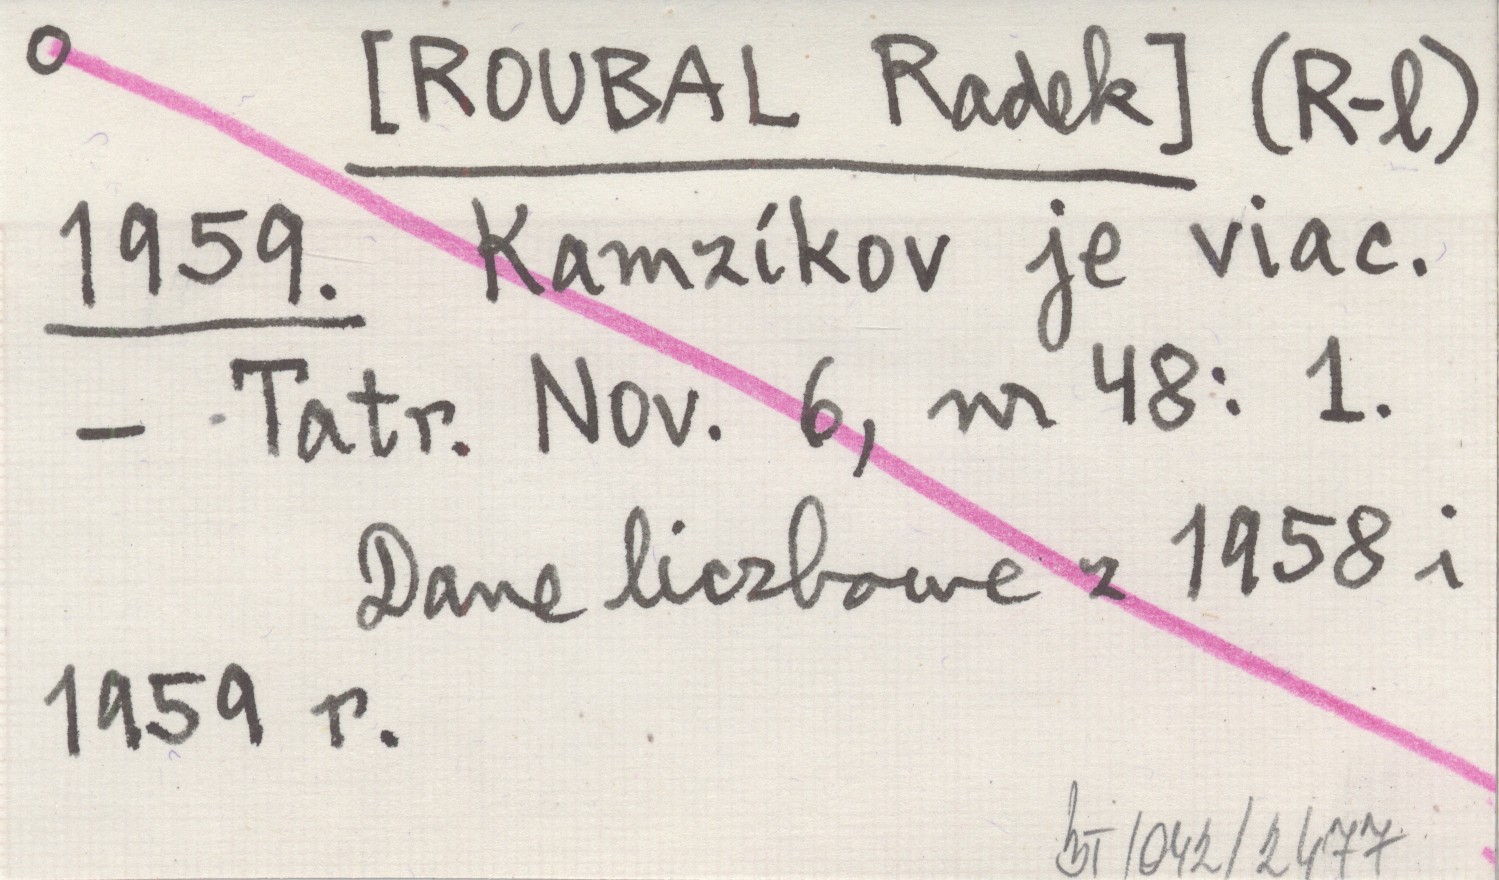 [ROUBAL Radek] (R-l)
1959. Kamzíkov je viac.
– Tatr. Nov. 6, nr 48: 1.
Dane liczbowe z 1958 i
1959 r.
BT/042/2477